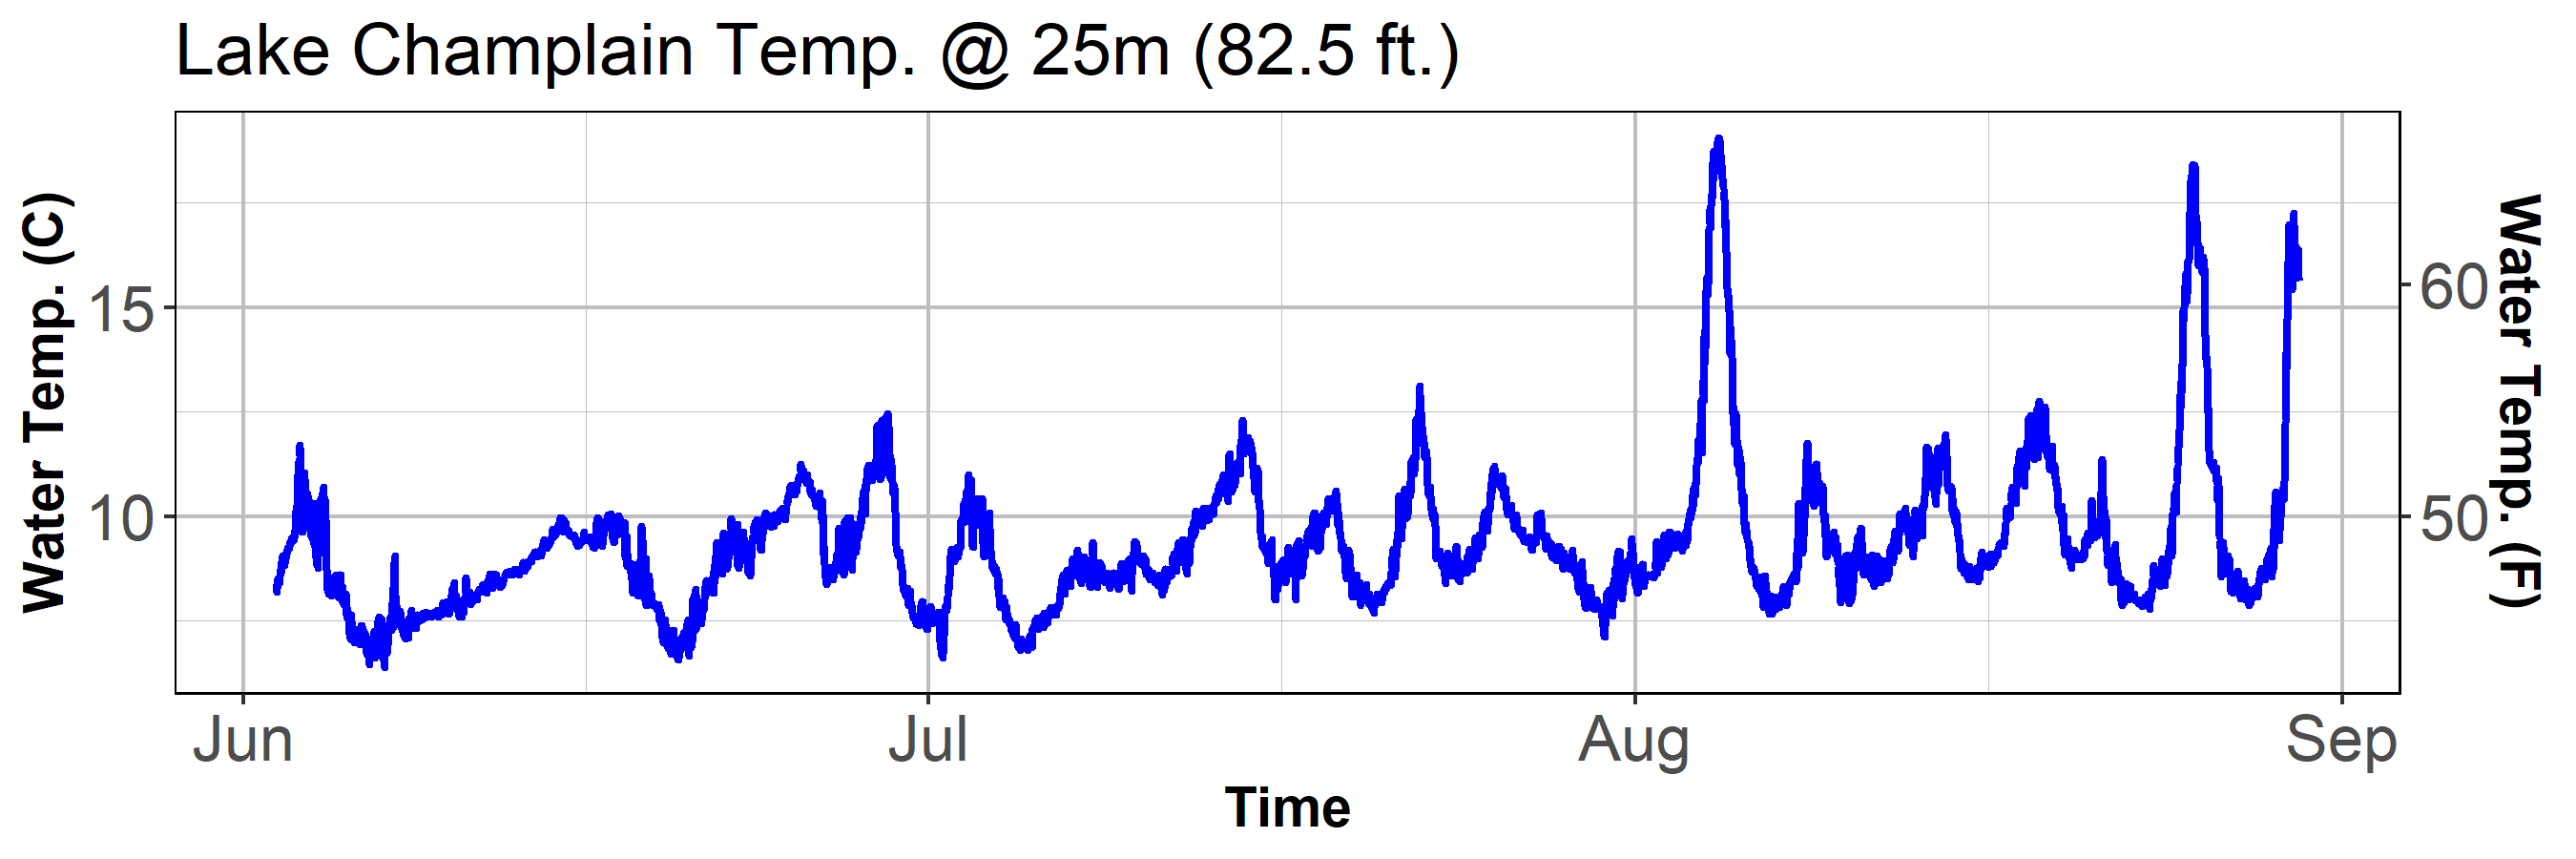 Lake Champlain Temp. @ 25m (82.5 ft.)
Water Temp. (C)
15
10
60
50
Water Temp. (F)
Jun
Jul
Aug
Sep
Time